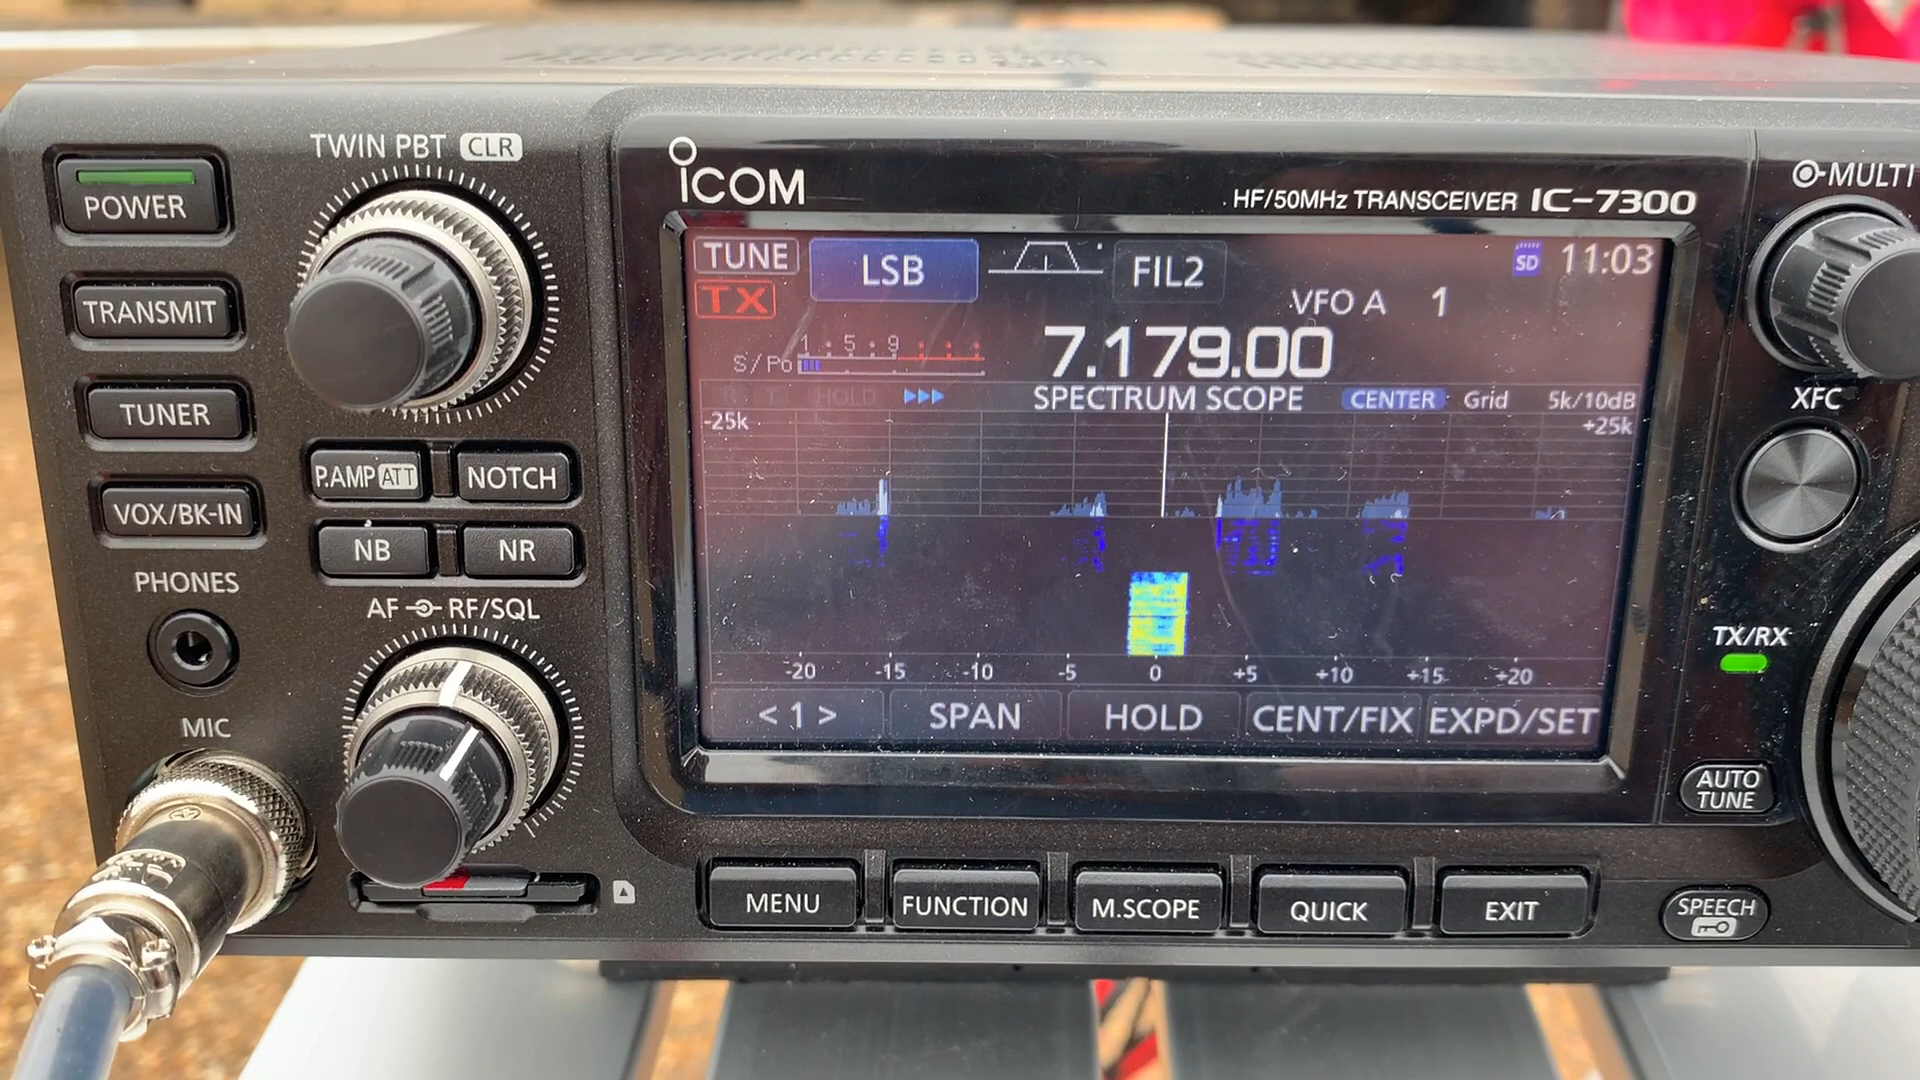 TWIN PBT CLR
POWER
TRANSMIT
TUNER
VOX/BK-IN
P.AMP ATT
NOTCH
NB
NR
PHONES
AF RF/SQL
MIC
ICOM
HF/50MHz TRANSCEIVER IC-7300
TUNE
LSB
FIL2
SD
11:03
TX
VFO A 1
1 5 9
S/Po
7.179.00
HOLD
SPECTRUM SCOPE
CENTER
Grid
5k/10dB
-25k
+25k
-20 -15 -10 -5 0 +5 +10 +15 +20
< 1 >
SPAN
HOLD
CENT/FIX
EXPD/SET
MENU
FUNCTION
M.SCOPE
QUICK
EXIT
MULTI
XFC
TX/RX
AUTO
TUNE
SPEECH